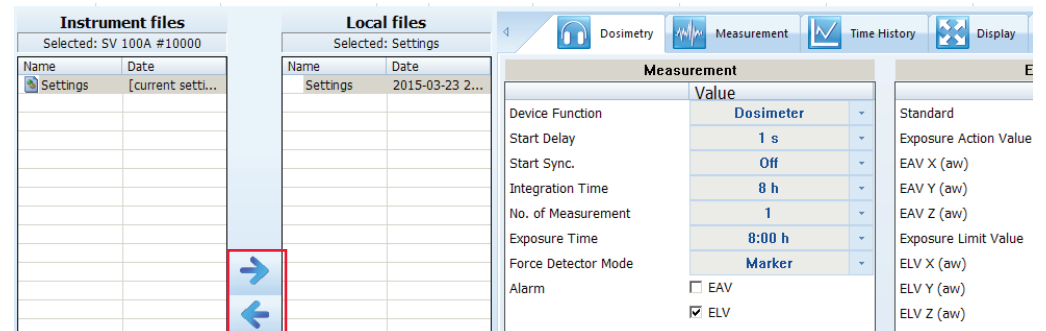 Instrument files
Selected: SV 100A #10000
Name Date
Settings [current setti...
Local files
Selected: Settings
Name Date
Settings 2015-03-23 2...
Dosimetry Measurement Time History Display
Measurement
Value
Device Function Dosimeter
Start Delay 1 s
Start Sync. Off
Integration Time 8 h
No. of Measurement 1
Exposure Time 8:00 h
Force Detector Mode Marker
Alarm EAV
ELV
E
Standard
Exposure Action Value
EAV X (aw)
EAV Y (aw)
EAV Z (aw)
Exposure Limit Value
ELV X (aw)
ELV Y (aw)
ELV Z (aw)